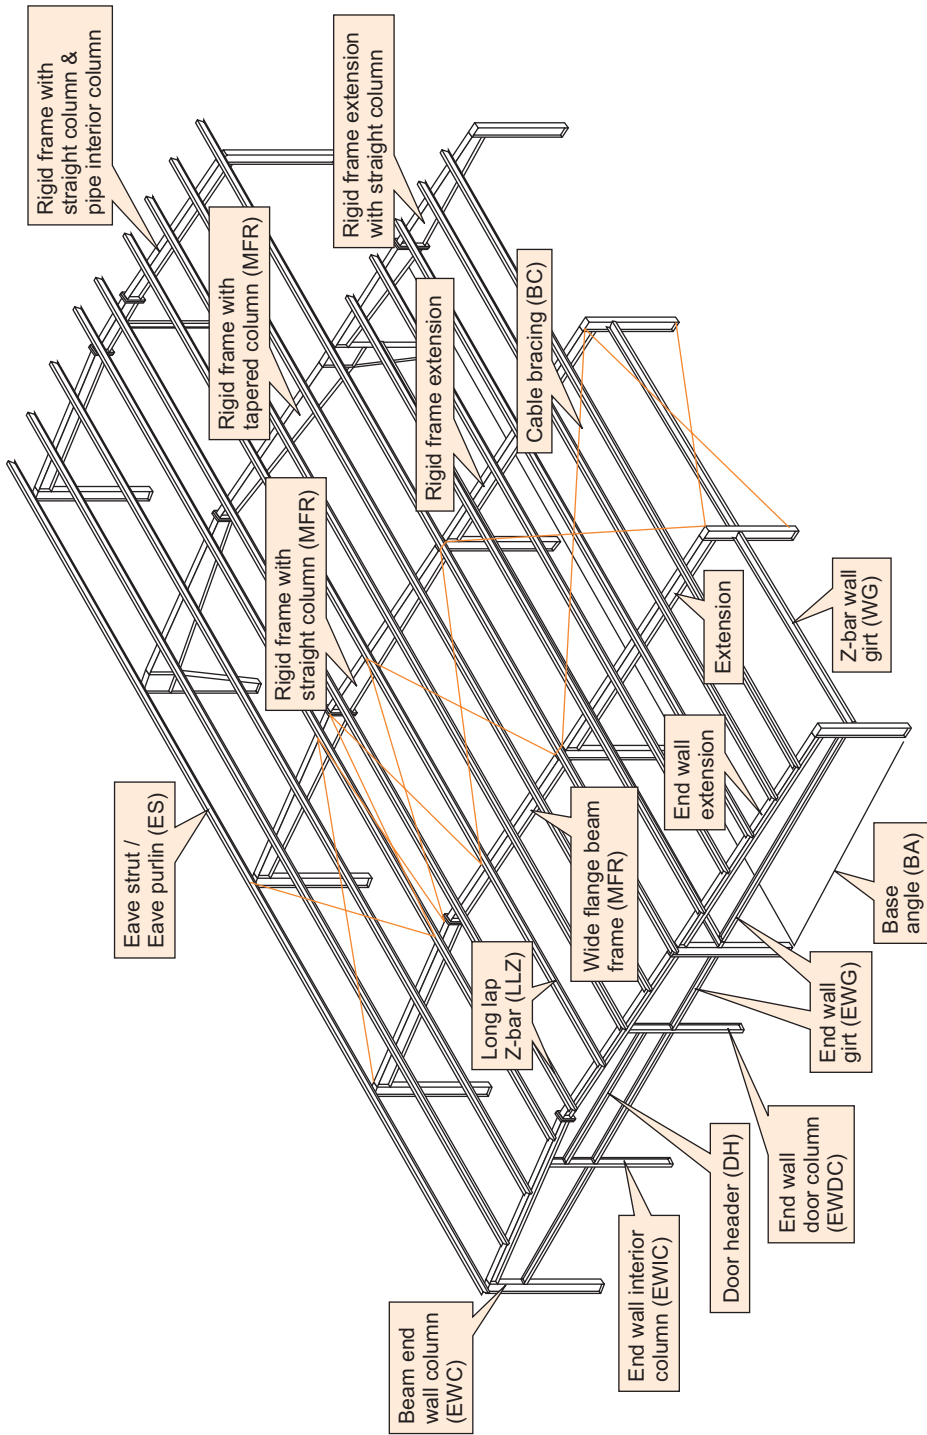 Rigid frame with
straight column &
pipe interior column
Rigid frame with
tapered column (MFR)
Rigid frame extension
with straight column
Rigid frame with
straight column (MFR)
Rigid frame extension
Cable bracing (BC)
Eave strut /
Eave purlin (ES)
Long lap
Z-bar (LLZ)
Wide flange beam
frame (MFR)
End wall
extension
Extension
Z-bar wall
girt (WG)
Beam end
wall column
(EWC)
End wall interior
column (EWIC)
Door header (DH)
End wall
door column
(EWDC)
End wall
girt (EWG)
Base
angle (BA)